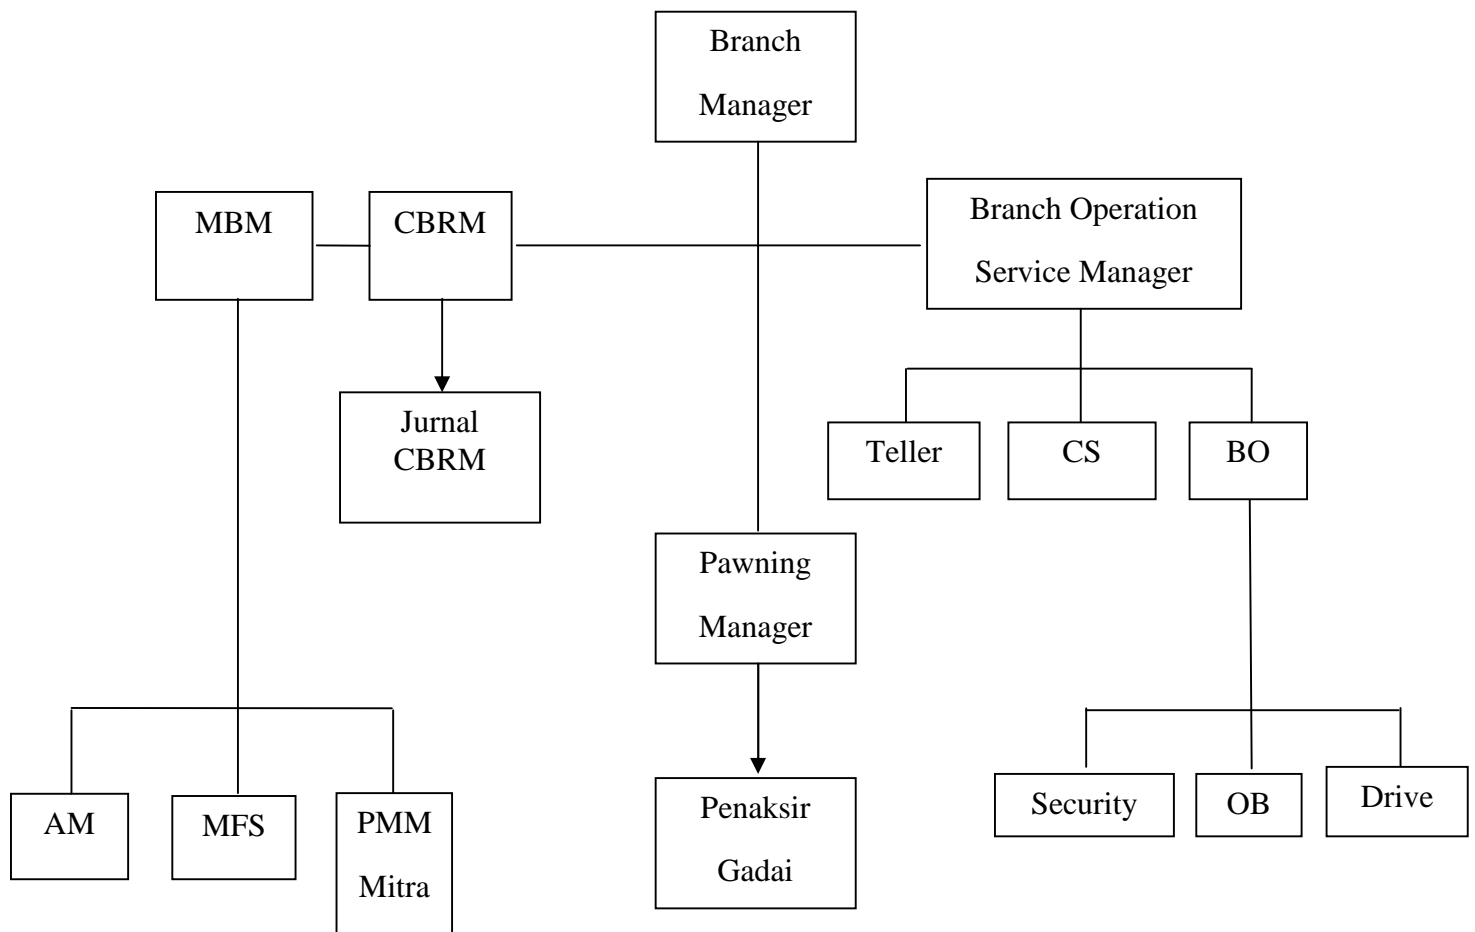 Branch
Manager
MBM
CBRM
Branch Operation
Service Manager
Jurnal
CBRM
Teller
CS
BO
Pawning
Manager
AM
MFS
PMM
Mitra
Penaksir
Gadai
Security
OB
Drive